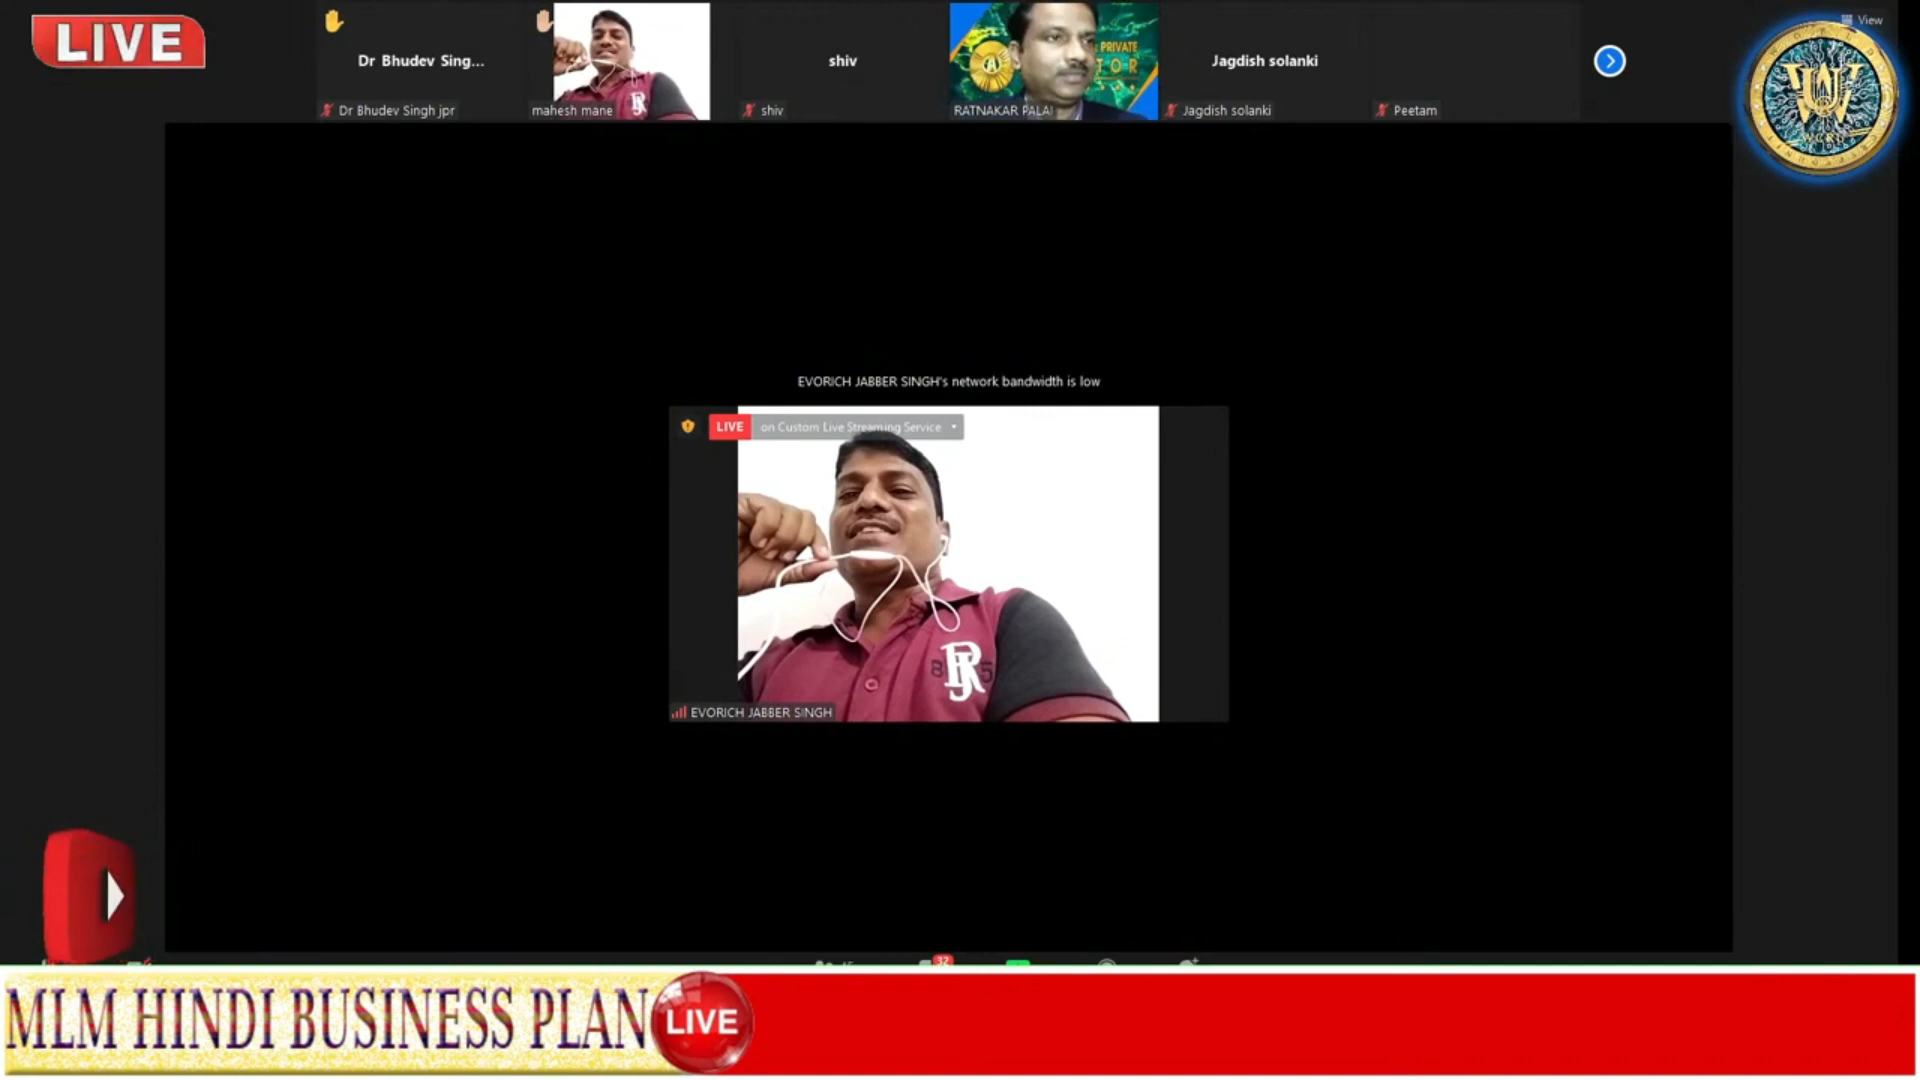 LIVE
View
Dr Bhudev Sing...
shiv
Jagdish solanki
PRIVATE
Dr Bhudev Singh jpr
mahesh mane
shiv
RATNAKAR PALAI
Jagdish solanki
Peetam
EVORICH JABBER SINGH's network bandwidth is low
LIVE on Custom Live Streaming Service
EVORICH JABBER SINGH
32
MLM HINDI BUSINESS PLAN LIVE